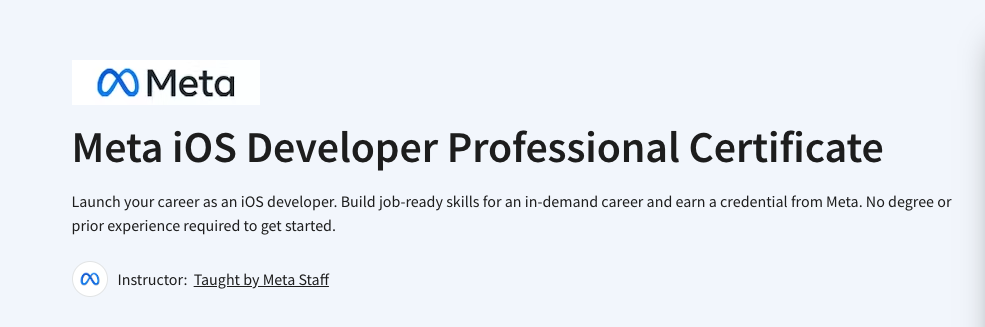 Meta
Meta iOS Developer Professional Certificate
Launch your career as an iOS developer. Build job-ready skills for an in-demand career and earn a credential from Meta. No degree or
prior experience required to get started.
Instructor: Taught by Meta Staff